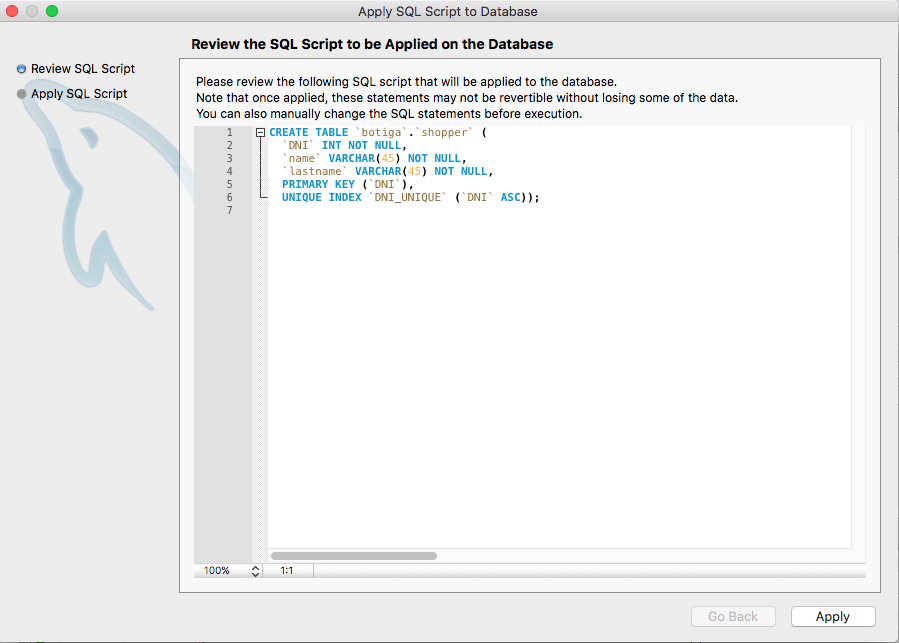 Apply SQL Script to Database
Review the SQL Script to be Applied on the Database
Review SQL Script
Apply SQL Script
Please review the following SQL script that will be applied to the database.
Note that once applied, these statements may not be revertible without losing some of the data.
You can also manually change the SQL statements before execution.
1 CREATE TABLE `botiga`.`shopper` (
2 `DNI` INT NOT NULL,
3 `name` VARCHAR(45) NOT NULL,
4 `lastname` VARCHAR(45) NOT NULL,
5 PRIMARY KEY (`DNI`),
6 UNIQUE INDEX `DNI_UNIQUE` (`DNI` ASC));
7
100% 1:1
Go Back Apply